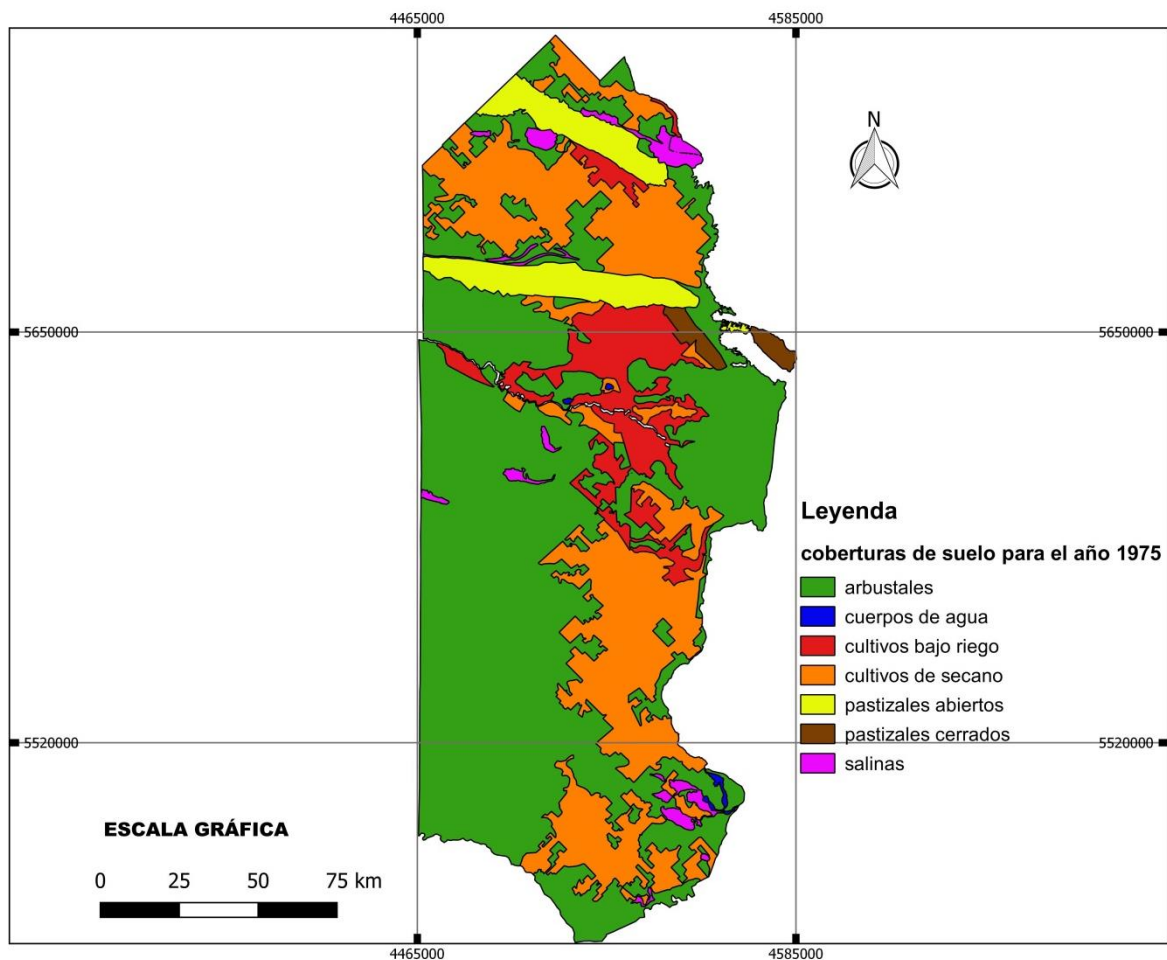 4465000 4585000
N
5650000 5650000
Leyenda
coberturas de suelo para el año 1975
arbustales
cuerpos de agua
cultivos bajo riego
cultivos de secano
pastizales abiertos
pastizales cerrados
salinas
5520000 5520000
ESCALA GRÁFICA
0 25 50 75 km
4465000 4585000